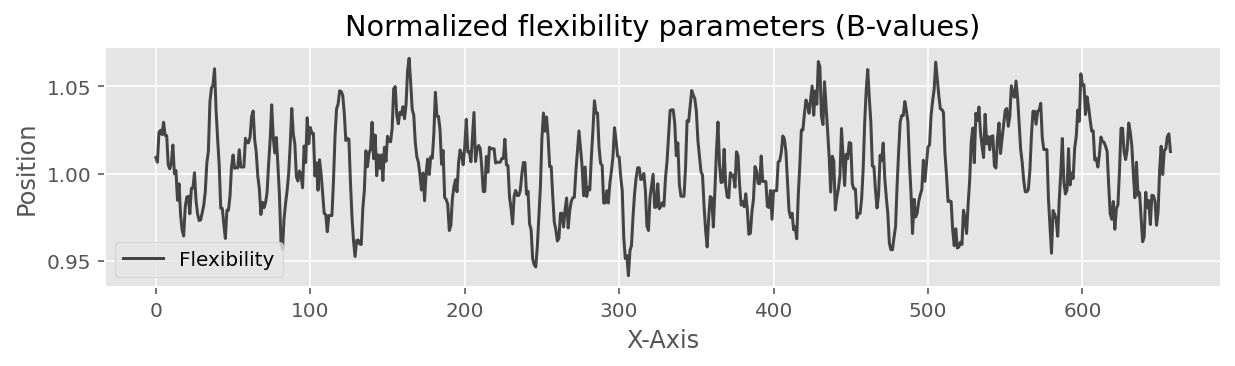 Normalized flexibility parameters (B-values)
1.05
1.00
0.95
Position
Flexibility
0 100 200 300 400 500 600
X-Axis